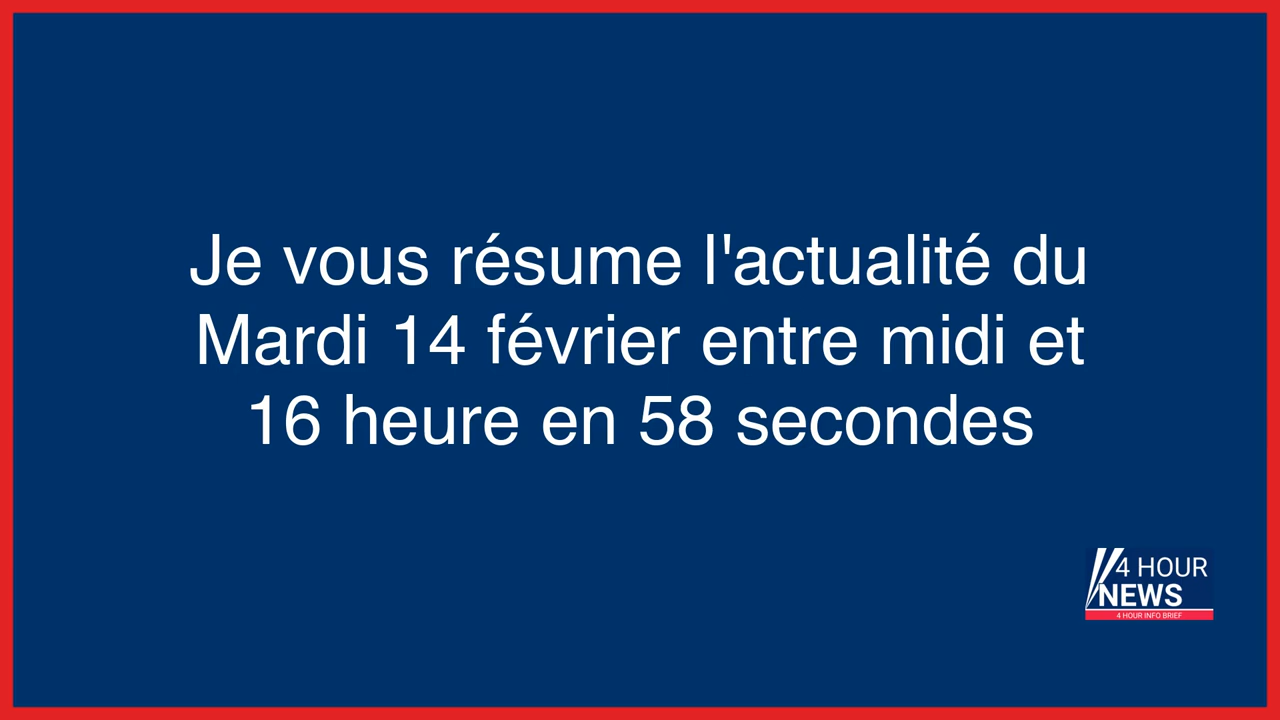 Je vous résume l'actualité du
Mardi 14 février entre midi et
16 heure en 58 secondes
4 HOUR
NEWS
4 HOUR INFO BRIEF